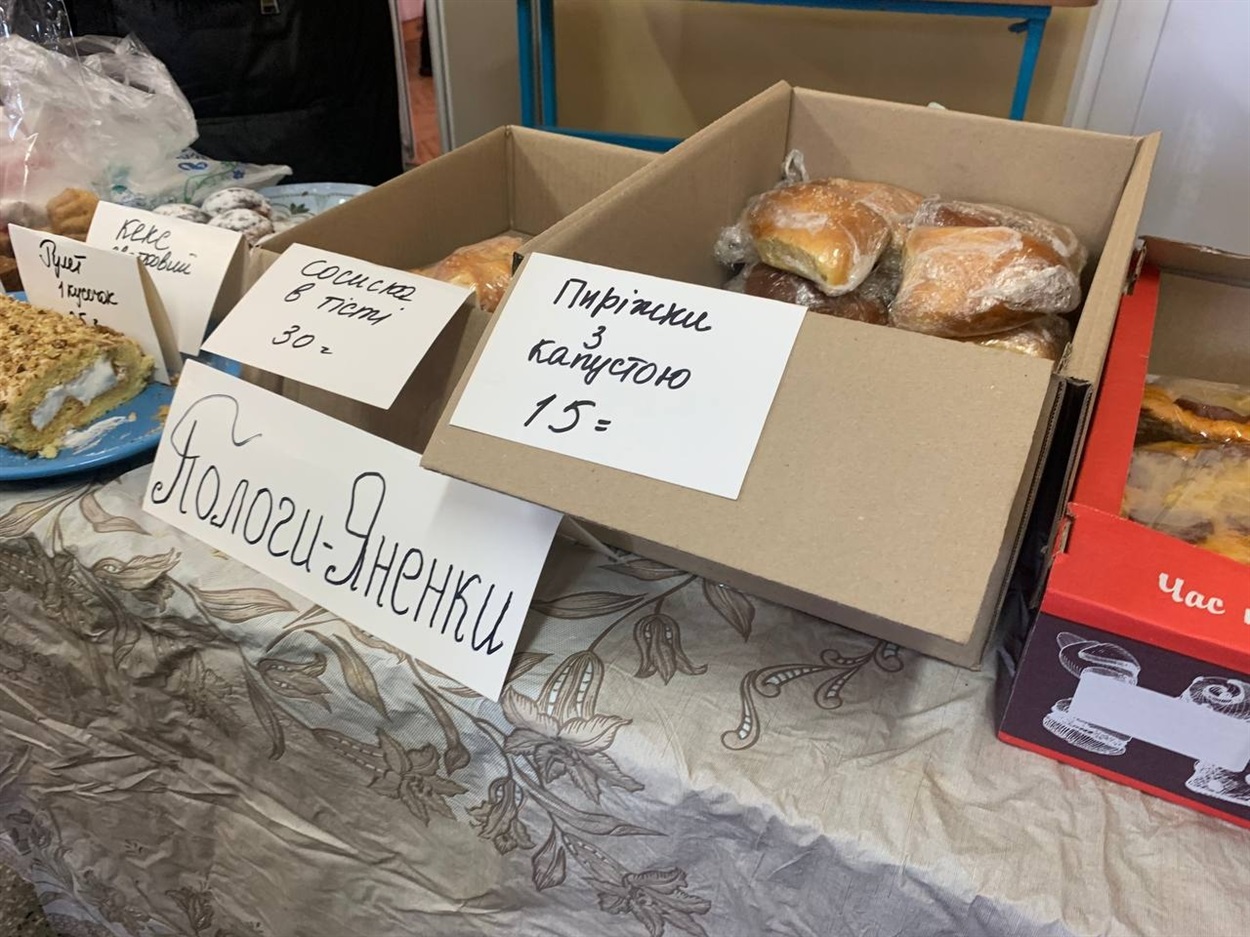 Рулет
1 кусочок
кекс
сосиска
в тісті
30=
Пиріжки
з
капустою
15=
Пологи-Яненки
Час